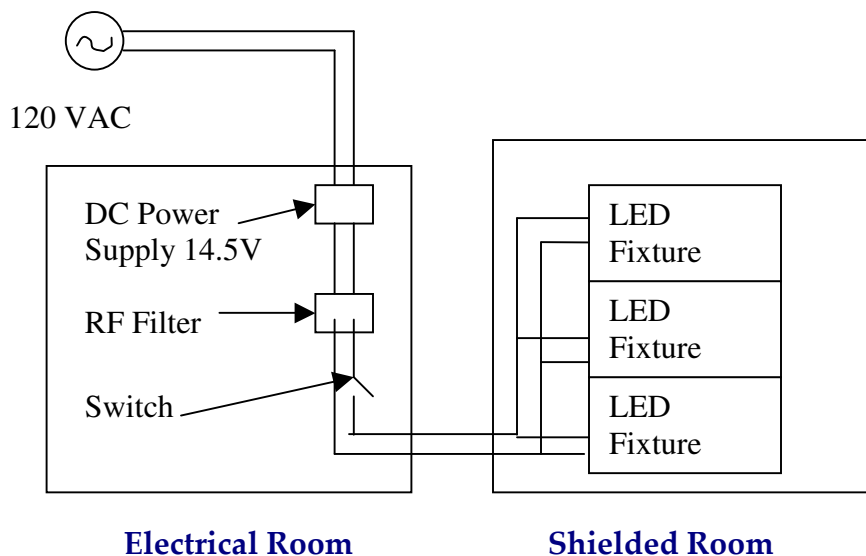 120 VAC
DC Power
Supply 14.5V
RF Filter
Switch
LED
Fixture
LED
Fixture
LED
Fixture
Electrical Room
Shielded Room